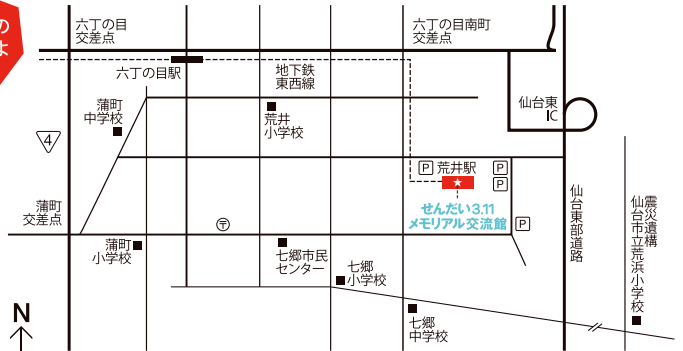 の
よ
六丁の目
交差点
六丁の目南町
交差点
六丁の目駅
地下鉄
東西線
蒲町
中学校
荒井
小学校
仙台東
IC
4
P 荒井駅 P
P
せんだい3.11
メモリアル交流館
蒲町
交差点
〒
P
蒲町
小学校
七郷市民
センター
七郷
小学校
七郷
中学校
仙台東部道路
震災遺構
仙台市立荒浜小学校
N